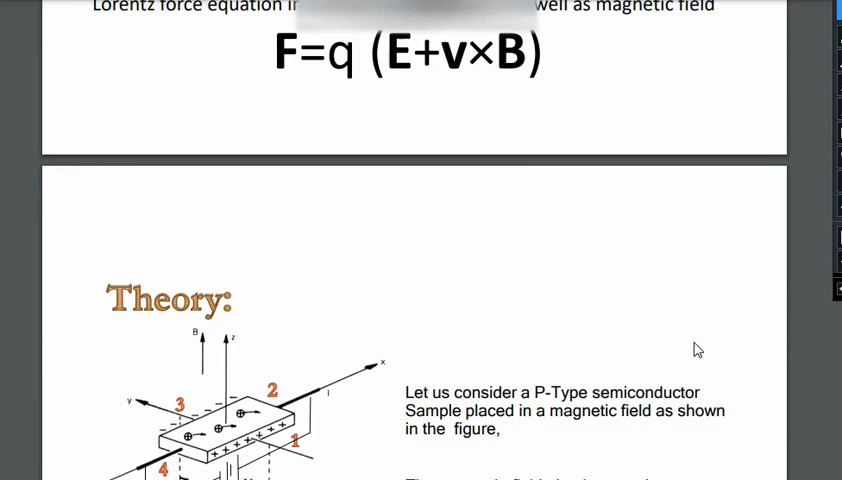 Lorentz force equation in well as magnetic field
F=q (E+v×B)
Theory:
B
z
x
y
3
2
I
1
4
Let us consider a P-Type semiconductor
Sample placed in a magnetic field as shown
in the figure,